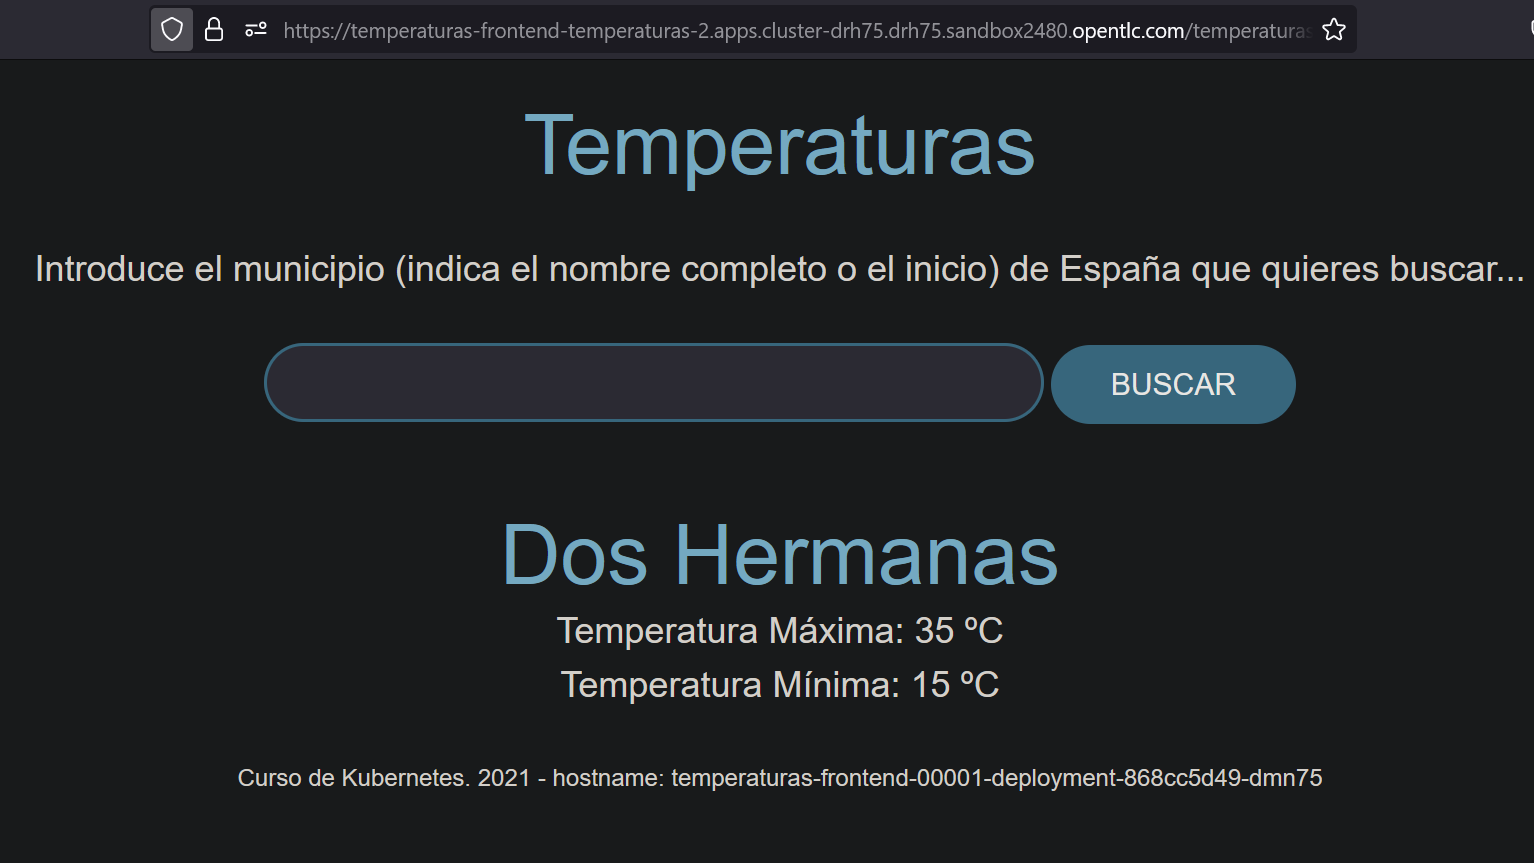 https://temperaturas-frontend-temperaturas-2.apps.cluster-drh75.drh75.sandbox2480.opentlc.com/temperaturas
Temperaturas
Introduce el municipio (indica el nombre completo o el inicio) de España que quieres buscar...
BUSCAR
Dos Hermanas
Temperatura Máxima: 35 ºC
Temperatura Mínima: 15 ºC
Curso de Kubernetes. 2021 - hostname: temperaturas-frontend-00001-deployment-868cc5d49-dmn75